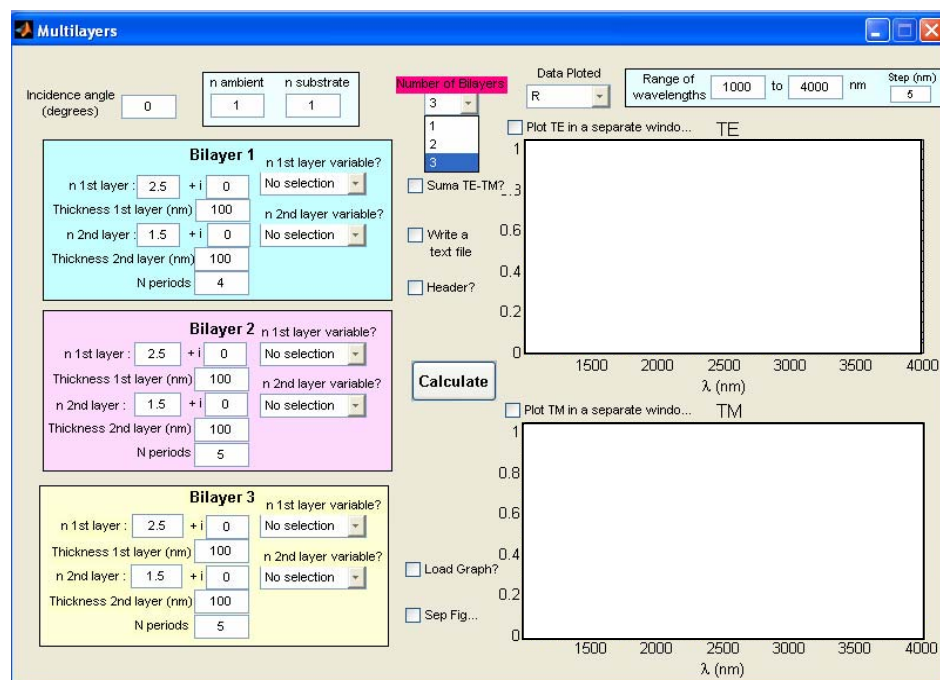 Multilayers
Incidence angle
(degrees)
0
n ambient n substrate
1 1
Number of Bilayers
3
1
2
3
Data Ploted
R
Range of
wavelengths
1000 to 4000 nm
Step (nm)
5
Bilayer 1
n 1st layer : 2.5 + i 0
n 1st layer variable?
No selection
Thickness 1st layer (nm) 100
n 2nd layer variable?
n 2nd layer : 1.5 + i 0
No selection
Thickness 2nd layer (nm) 100
N periods 4
Bilayer 2
n 1st layer variable?
n 1st layer : 2.5 + i 0
No selection
Thickness 1st layer (nm) 100
n 2nd layer variable?
n 2nd layer : 1.5 + i 0
No selection
Thickness 2nd layer (nm) 100
N periods 5
Bilayer 3
n 1st layer variable?
n 1st layer : 2.5 + i 0
No selection
Thickness 1st layer (nm) 100
n 2nd layer variable?
n 2nd layer : 1.5 + i 0
No selection
Thickness 2nd layer (nm) 100
N periods 5
Suma TE-TM?
Write a
text file
Header?
Calculate
Load Graph?
Sep Fig...
Plot TE in a separate windo... TE
1
.8
0.6
0.4
0.2
0
1500 2000 2500 3000 3500 4000
λ (nm)
Plot TM in a separate windo... TM
1
0.8
0.6
0.4
0.2
0
1500 2000 2500 3000 3500 4000
λ (nm)